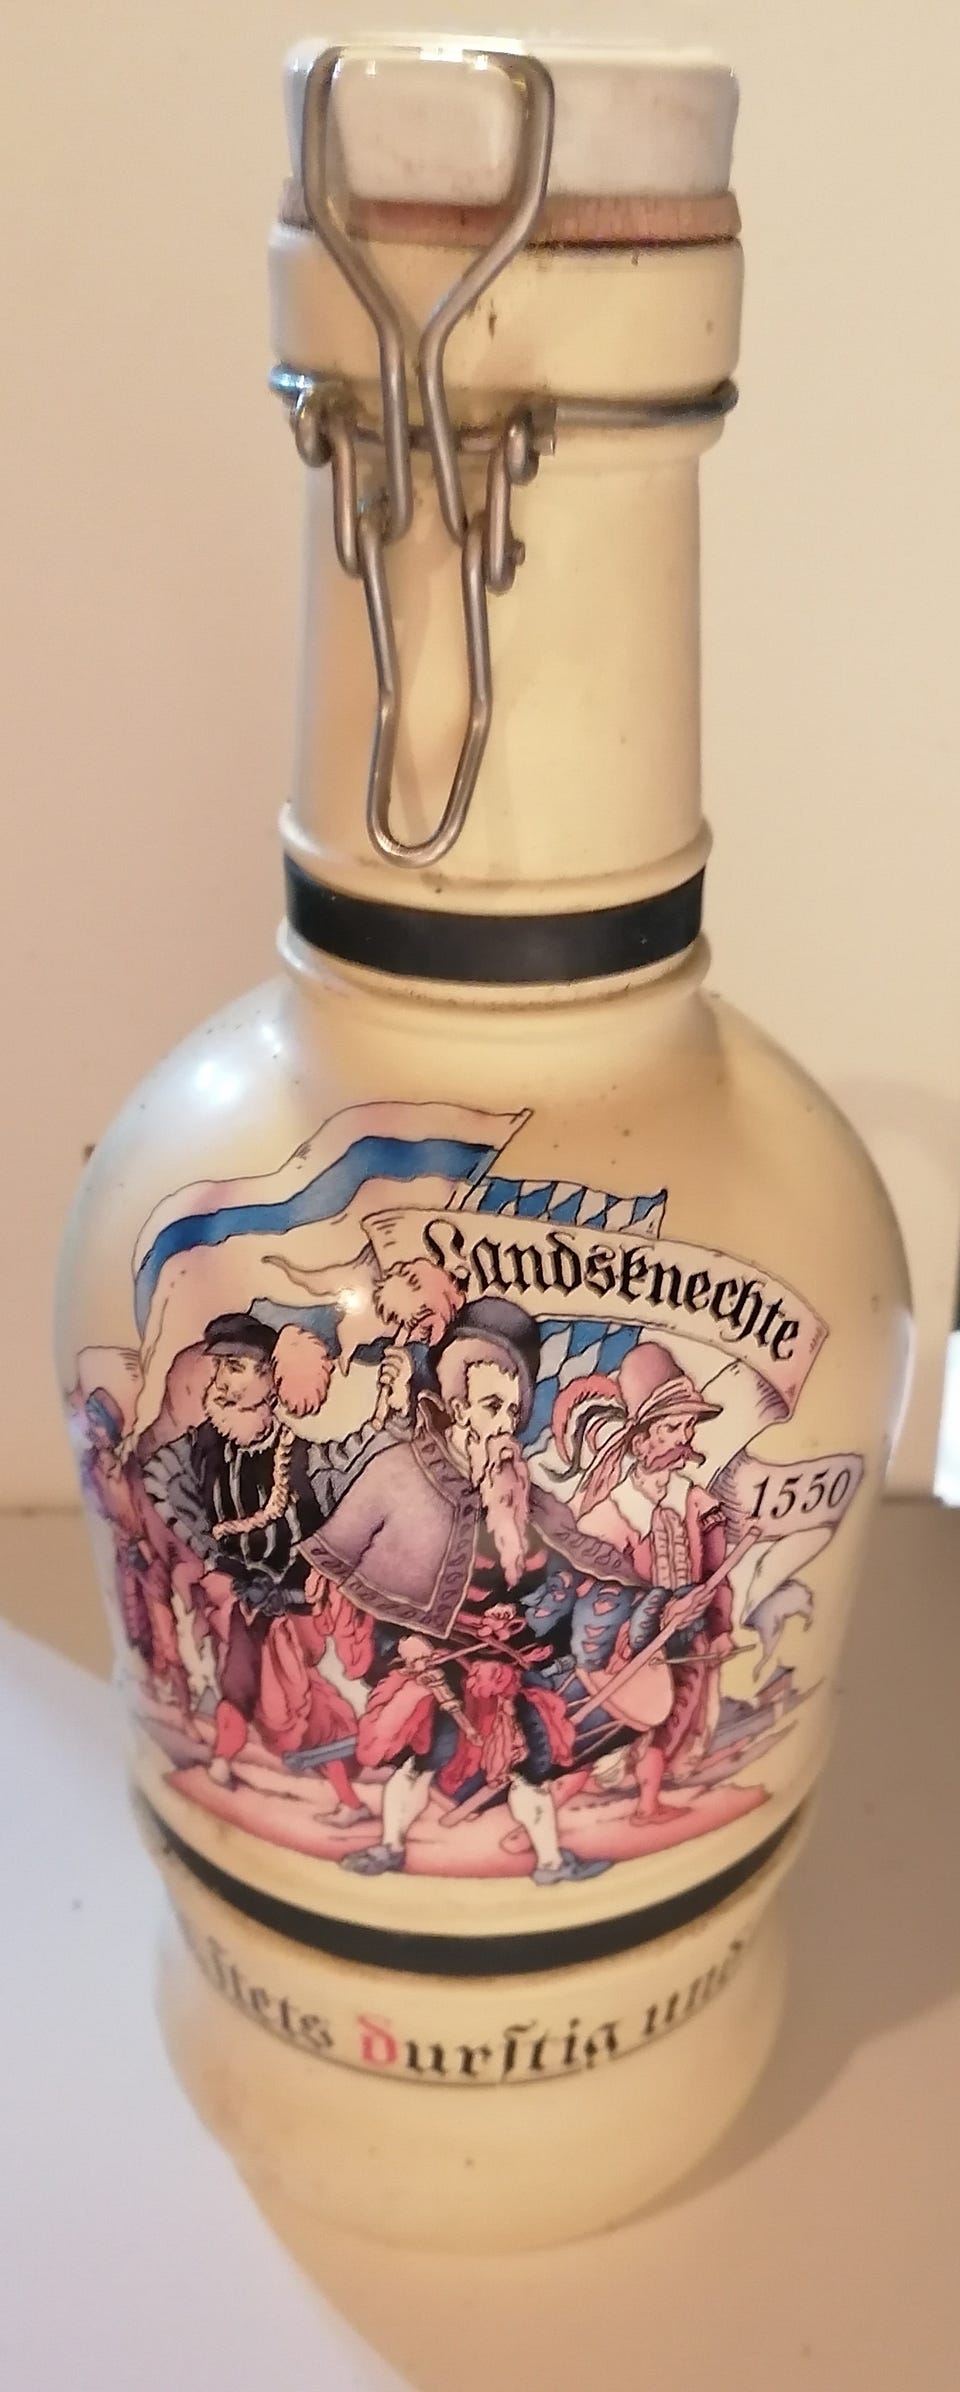 Landsknechte
1550
ſtets durſtig und